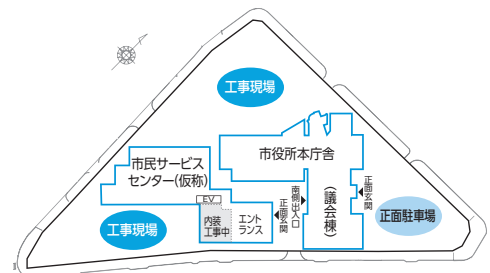 工事現場
市役所本庁舎
市民サービス
センター(仮称)
EV
内装
工事中
エント
ランス
正面玄関
南側出入口
(議会棟)
正面玄関
正面駐車場
工事現場